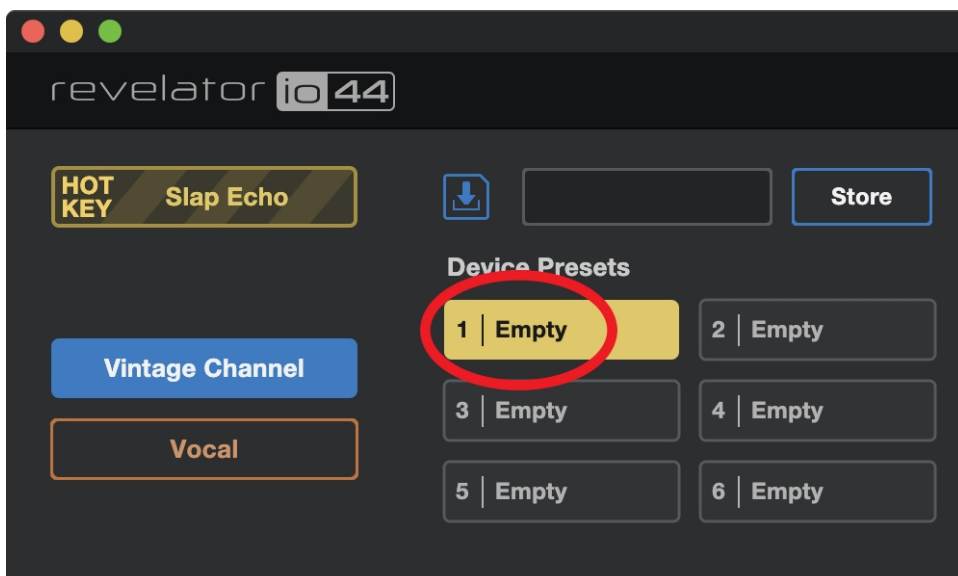 revelator io 44
HOT KEY Slap Echo
Store
Device Presets
1 | Empty
2 | Empty
Vintage Channel
3 | Empty
4 | Empty
Vocal
5 | Empty
6 | Empty